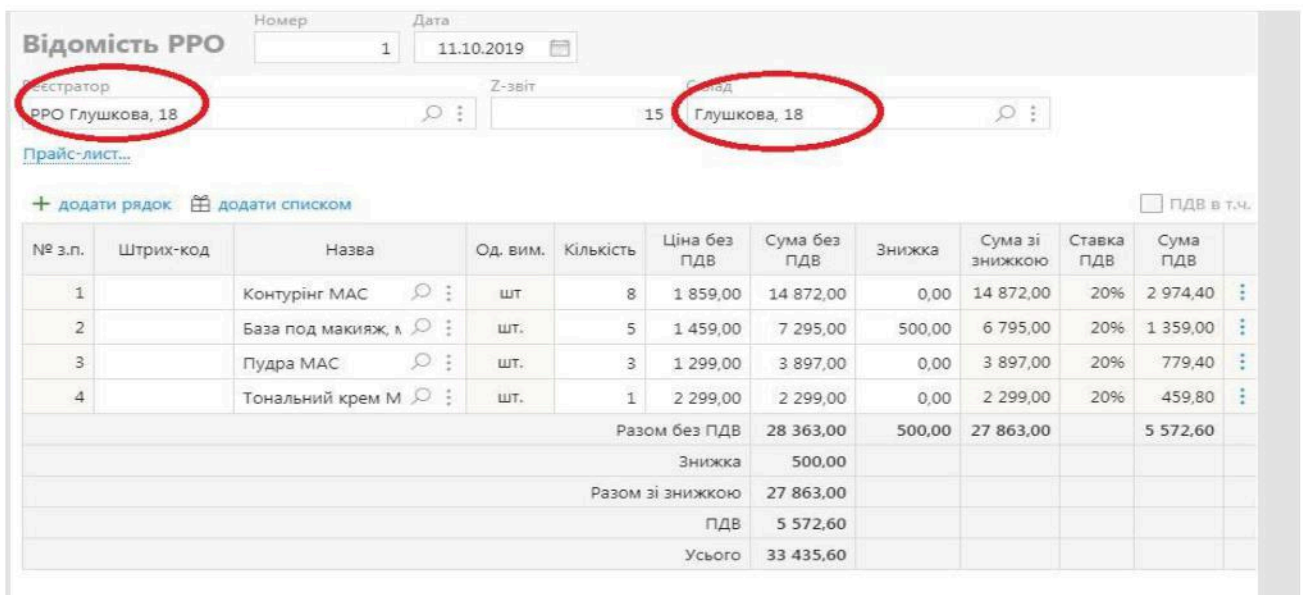 Номер Дата
Відомість РРО 1 11.10.2019
Реєстратор Z-звіт Склад
РРО Глушкова, 18 15 Глушкова, 18
Прайс-лист...
+ додати рядок додати списком ПДВ в т.ч.
№ з.п. Штрих-код Назва Од. вим. Кількість Ціна без ПДВ Сума без ПДВ Знижка Сума зі знижкою Ставка ПДВ Сума ПДВ
1 Контурінг МАС шт 8 1 859,00 14 872,00 0,00 14 872,00 20% 2 974,40
2 База под макияж, шт. 5 1 459,00 7 295,00 500,00 6 795,00 20% 1 359,00
3 Пудра МАС шт. 3 1 299,00 3 897,00 0,00 3 897,00 20% 779,40
4 Тональний крем М шт. 1 2 299,00 2 299,00 0,00 2 299,00 20% 459,80
Разом без ПДВ 28 363,00 500,00 27 863,00 5 572,60
Знижка 500,00
Разом зі знижкою 27 863,00
ПДВ 5 572,60
Усього 33 435,60